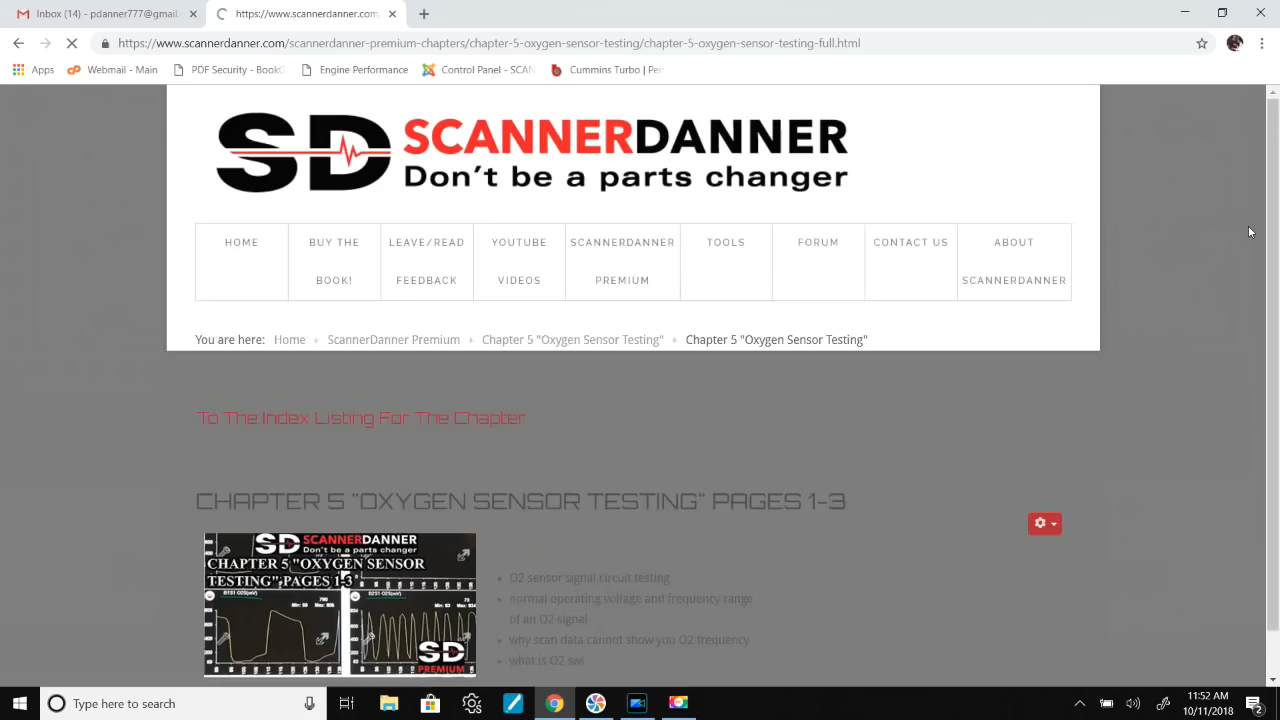 Inbox (14) - pdanner777@gmail.
https://www.scannerdanner.com,
https://www.scannerdanner.com/scannerdanner-premium-chapters/chapter-5-oxygen-sensor-testing/chapter-5-oxygen-sensor-testing-full.html
Apps
Webmail - Main
PDF Security - BookG
Engine Performance
Control Panel - SCAN
Cummins Turbo | Per
SD SCANNERDANNER
Don't be a parts changer
HOME
BUY THE BOOK!
LEAVE/READ FEEDBACK
YOUTUBE VIDEOS
SCANNERDANNER PREMIUM
TOOLS
FORUM
CONTACT US
ABOUT SCANNERDANNER
You are here: Home ScannerDanner Premium Chapter 5 "Oxygen Sensor Testing" Chapter 5 "Oxygen Sensor Testing"
To The Index Listing For The Chapter
CHAPTER 5 "OXYGEN SENSOR TESTING" PAGES 1-3
SD SCANNERDANNER
Don't be a parts changer
CHAPTER 5 "OXYGEN SENSOR
TESTING" PAGES 1-3
SD
PREMIUM
O2 sensor signal circuit testing
normal operating voltage and frequency range
of an O2 signal
why scan data cannot show you O2 frequency
what is O2 swi
Type here to search
11:52 AM
10/11/2018
2